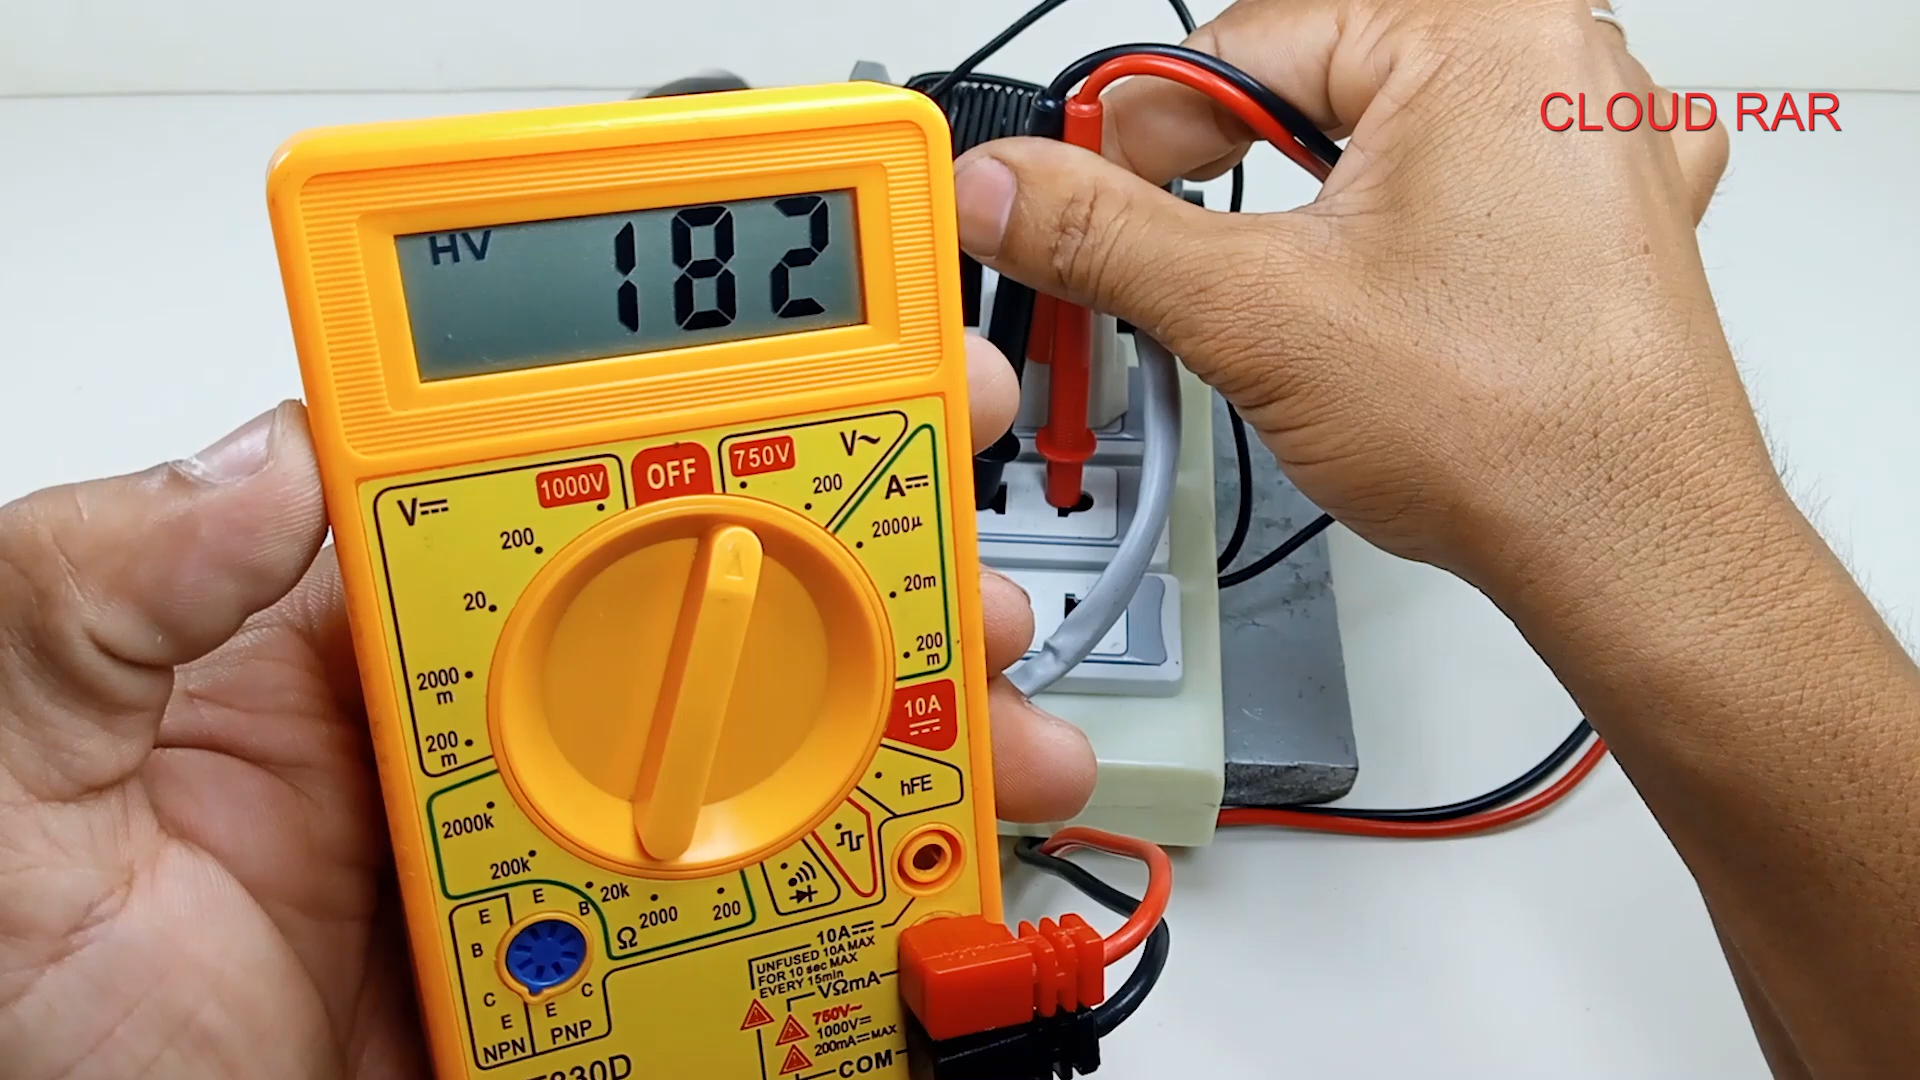 CLOUD RAR
HV 182
OFF
1000V
750V
V⎓
V~
200
200
A⎓
2000µ
20
20m
2000
m
200
m
200
m
10A
⎓
hFE
2000k
200k
20k
2000
200
Ω
E
E
B
B
C
C
E
E
NPN
PNP
10A⎓
UNFUSED 10A MAX
FOR 10 sec MAX
EVERY 15min
VΩmA
750V~
1000V⎓
200mA⎓MAX
COM
830D